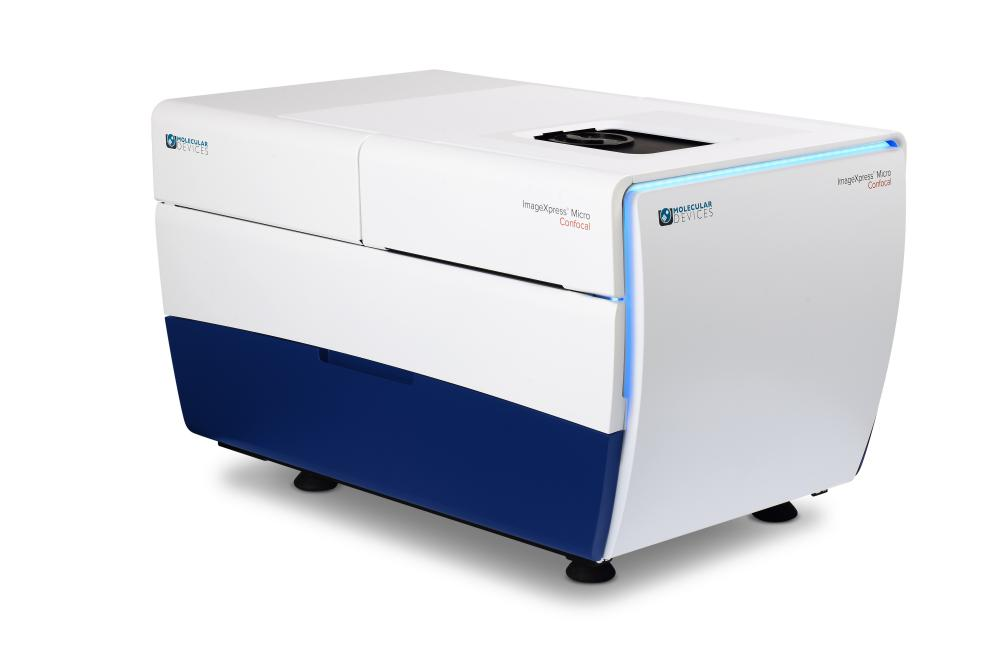 MOLECULAR
DEVICES
ImageXpress® Micro
Confocal
MOLECULAR
DEVICES
ImageXpress® Micro
Confocal